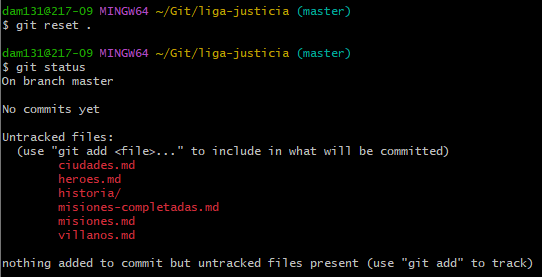 dam131@217-09 MINGW64 ~/Git/liga-justicia (master)
$ git reset .
dam131@217-09 MINGW64 ~/Git/liga-justicia (master)
$ git status
On branch master
No commits yet
Untracked files:
(use "git add <file>..." to include in what will be committed)
ciudades.md
heroes.md
historia/
misiones-completadas.md
misiones.md
villanos.md
nothing added to commit but untracked files present (use "git add" to track)